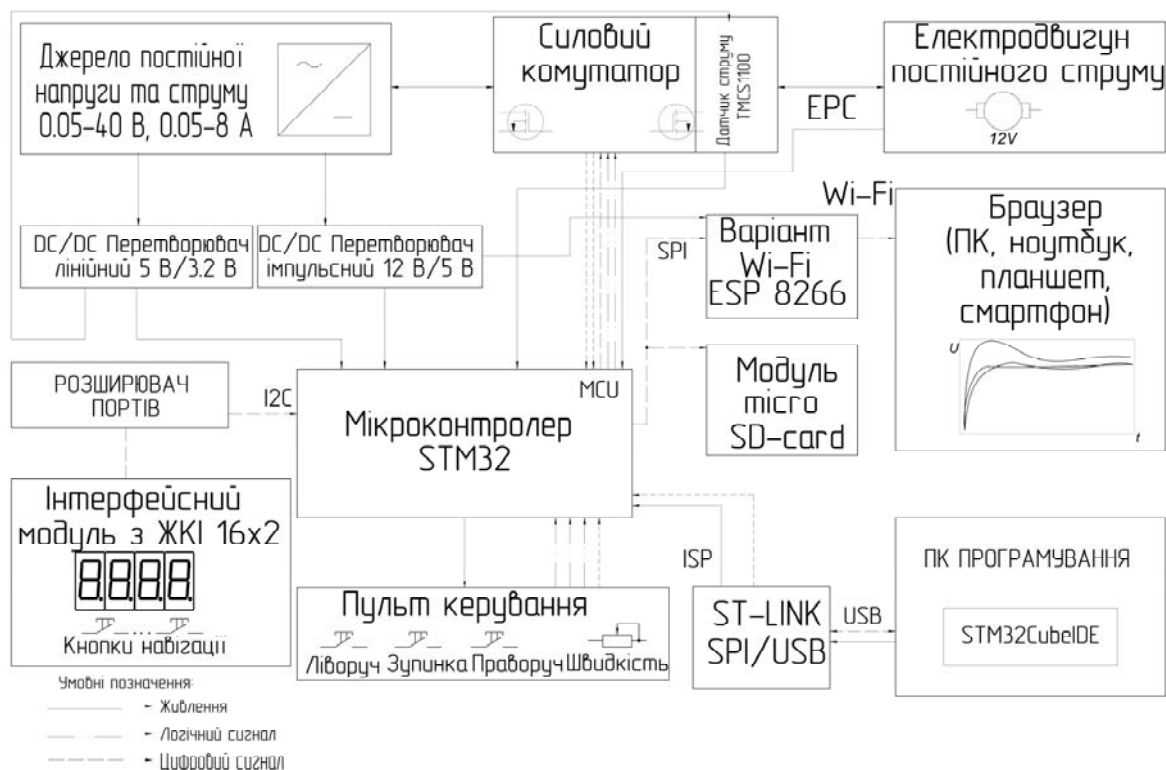 Джерело постійної
напруги та струму
0.05-40 В, 0.05-8 А
Силовий
комутатор
Датчик струму
TMCS1100
Електродвигун
постійного струму
12V
ЕРС
DC/DC Перетворювач
лінійний 5 В/3.2 В
DC/DC Перетворювач
імпульсний 12 В/5 В
SPI
Варіант
Wi-Fi
ESP 8266
Wi-Fi
Браузер
(ПК, ноутбук,
планшет,
смартфон)
U
t
РОЗШИРЮВАЧ
ПОРТІВ
I2C
MCU
Мікроконтролер
STM32
Модуль
micro
SD-card
Інтерфейсний
модуль з ЖКІ 16х2
8.8.8.8.
...
Кнопки навігації
Пульт керування
Ліворуч Зупинка Праворуч Швидкість
ISP
ST-LINK
SPI/USB
USB
ПК ПРОГРАМУВАННЯ
STM32CubeIDE
Умовні позначення:
- Живлення
- Логічний сигнал
- Цифровий сигнал